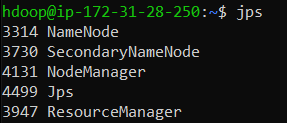 hdoop@ip-172-31-28-250:~$ jps
3314 NameNode
3730 SecondaryNameNode
4131 NodeManager
4499 Jps
3947 ResourceManager